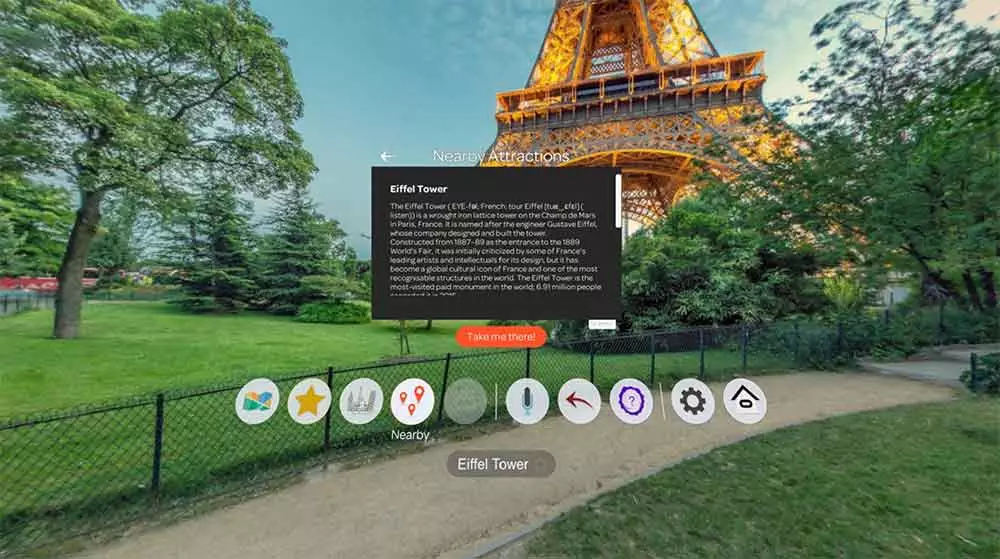 Nearby Attractions
Eiffel Tower
The Eiffel Tower ( EYE-fəl; French: tour Eiffel [tuʁ‿ɛfɛl] (
listen)) is a wrought iron lattice tower on the Champ de Mars
in Paris, France. It is named after the engineer Gustave Eiffel,
whose company designed and built the tower.
Constructed from 1887–89 as the entrance to the 1889
World's Fair, it was initially criticized by some of France's
leading artists and intellectuals for its design, but it has
become a global cultural icon of France and one of the most
recognisable structures in the world. The Eiffel Tower is the
most-visited paid monument in the world; 6.91 million people
Take me there!
?
Nearby
Eiffel Tower